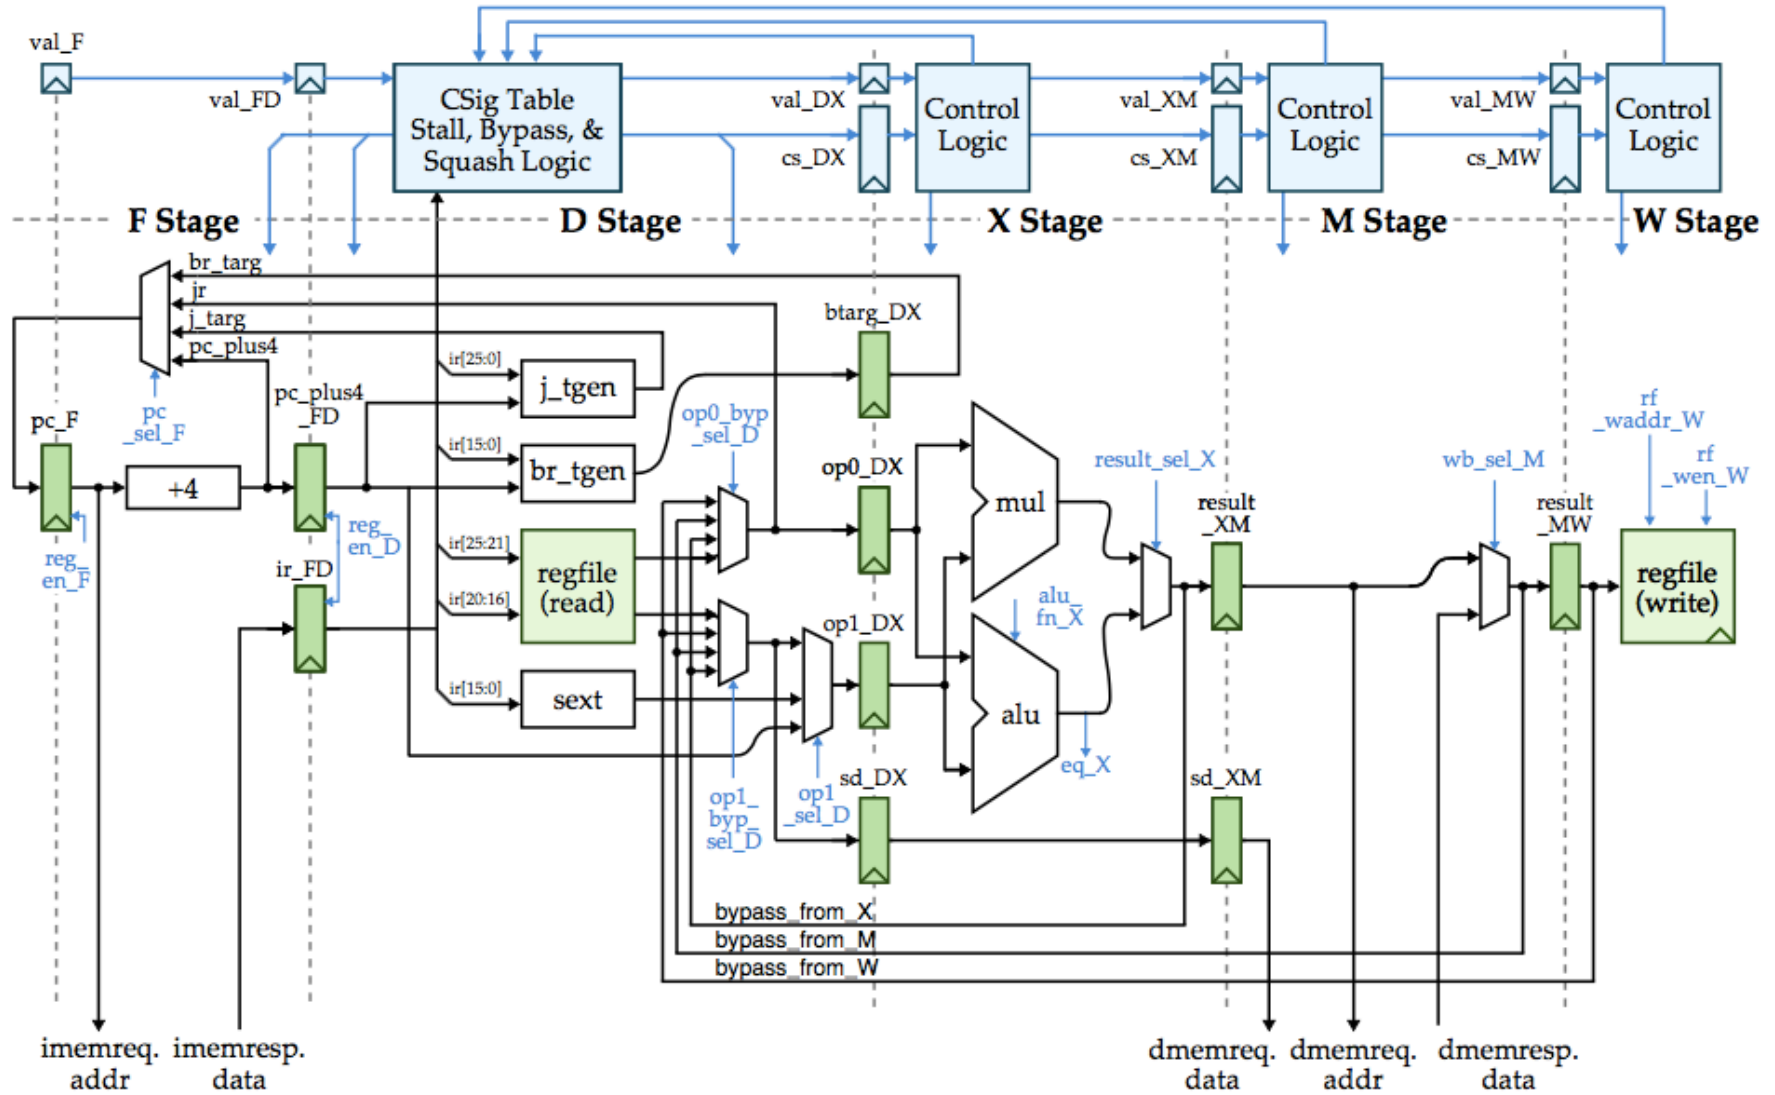 val_F
val_FD
CSig Table
Stall, Bypass, &
Squash Logic
val_DX
cs_DX
Control
Logic
val_XM
cs_XM
Control
Logic
val_MW
cs_MW
Control
Logic
F Stage
D Stage
X Stage
M Stage
W Stage
br_targ
jr
j_targ
pc_plus4
pc_F
pc
_sel_F
reg_
en_F
+4
pc_plus4
_FD
reg_
en_D
ir_FD
ir[25:0]
j_tgen
ir[15:0]
br_tgen
ir[25:21]
ir[20:16]
regfile
(read)
ir[15:0]
sext
op0_byp
_sel_D
op1_
byp_
sel_D
op1
_sel_D
btarg_DX
op0_DX
op1_DX
sd_DX
mul
alu_
fn_X
alu
eq_X
result_sel_X
result
_XM
sd_XM
wb_sel_M
result
_MW
rf
_waddr_W
rf
_wen_W
regfile
(write)
bypass_from_X
bypass_from_M
bypass_from_W
imemreq.
addr
imemresp.
data
dmemreq.
data
dmemreq.
addr
dmemresp.
data